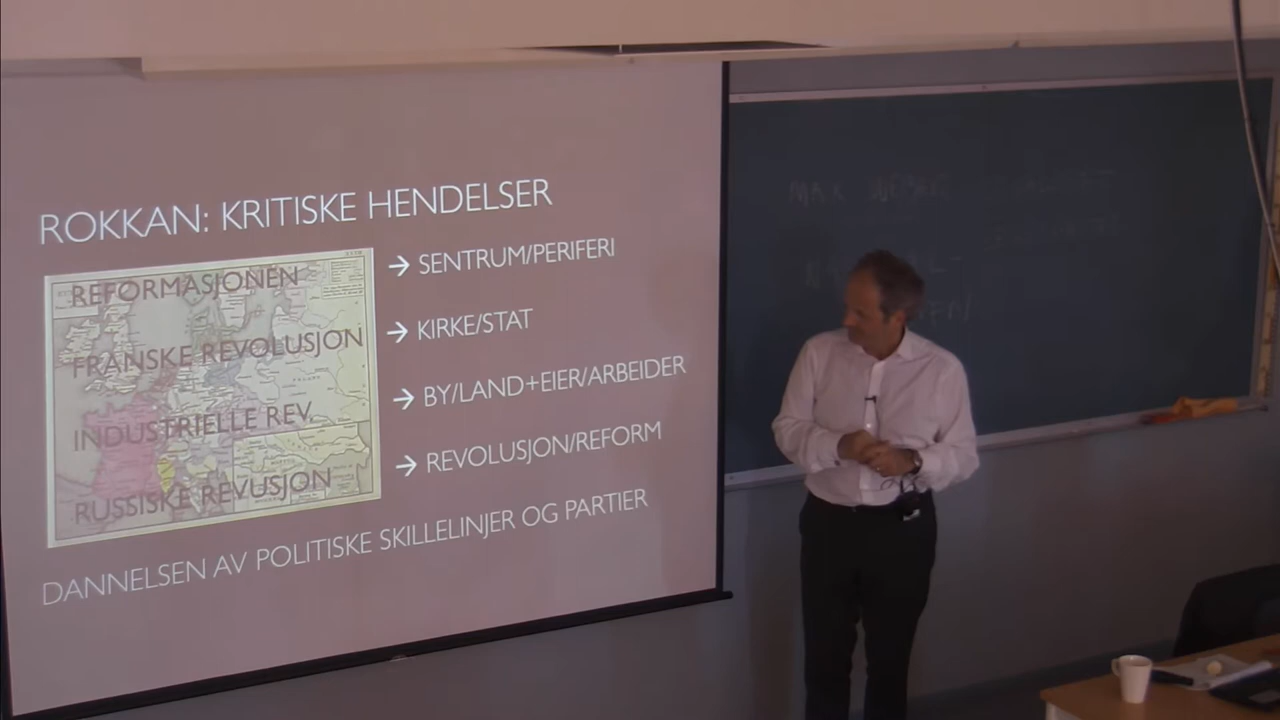 ROKKAN: KRITISKE HENDELSER
REFORMASJONEN → SENTRUM/PERIFERI
FRANSKE REVOLUSJON → KIRKE/STAT
INDUSTRIELLE REV. → BY/LAND+EIER/ARBEIDER
RUSSISKE REVUSJON → REVOLUSJON/REFORM
DANNELSEN AV POLITISKE SKILLELINJER OG PARTIER